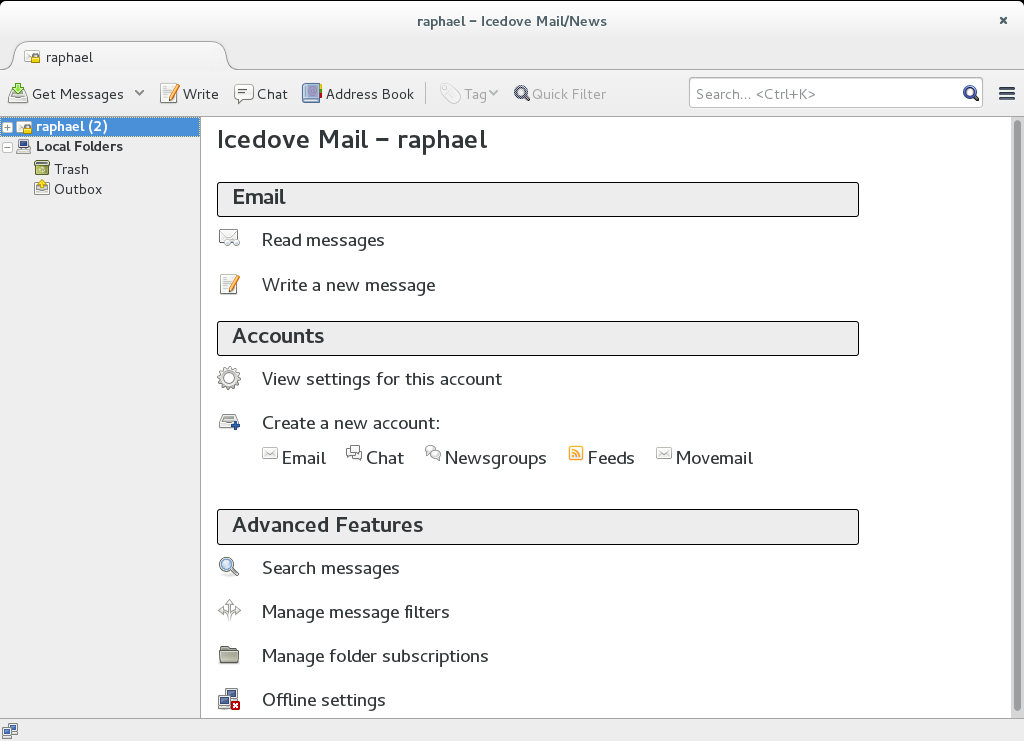 raphael – Icedove Mail/News
raphael
Get Messages Write Chat Address Book Tag Quick Filter Search... <Ctrl+K>
raphael (2)
Local Folders
Trash
Outbox
Icedove Mail – raphael
Email
Read messages
Write a new message
Accounts
View settings for this account
Create a new account:
Email Chat Newsgroups Feeds Movemail
Advanced Features
Search messages
Manage message filters
Manage folder subscriptions
Offline settings